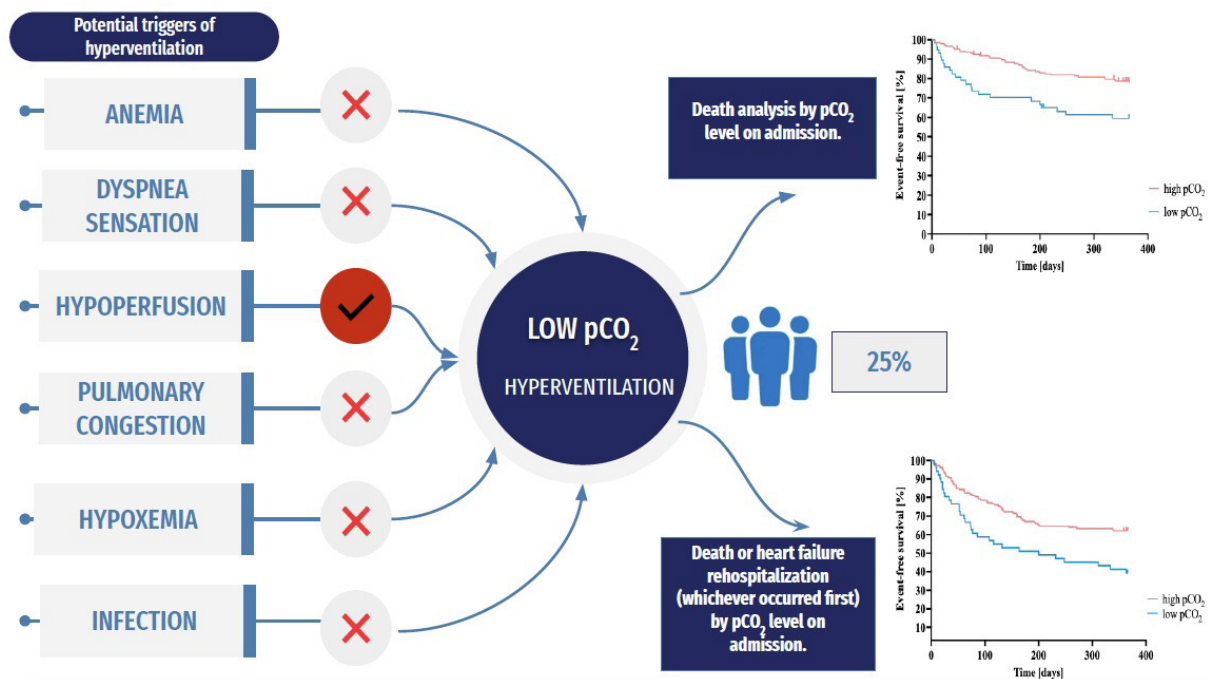 Potential triggers of
hyperventilation
ANEMIA
DYSPNEA
SENSATION
HYPOPERFUSION
PULMONARY
CONGESTION
HYPOXEMIA
INFECTION
LOW pCO₂
HYPERVENTILATION
25%
Death analysis by pCO₂
level on admission.
Event-free survival [%]
100
90
80
70
60
50
40
30
20
10
0
0 100 200 300 400
Time [days]
high pCO₂
low pCO₂
Death or heart failure
rehospitalization
(whichever occurred first)
by pCO₂ level on
admission.
Event-free survival [%]
100
90
80
70
60
50
40
30
20
10
0 100 200 300 400
Time [days]
high pCO₂
low pCO₂